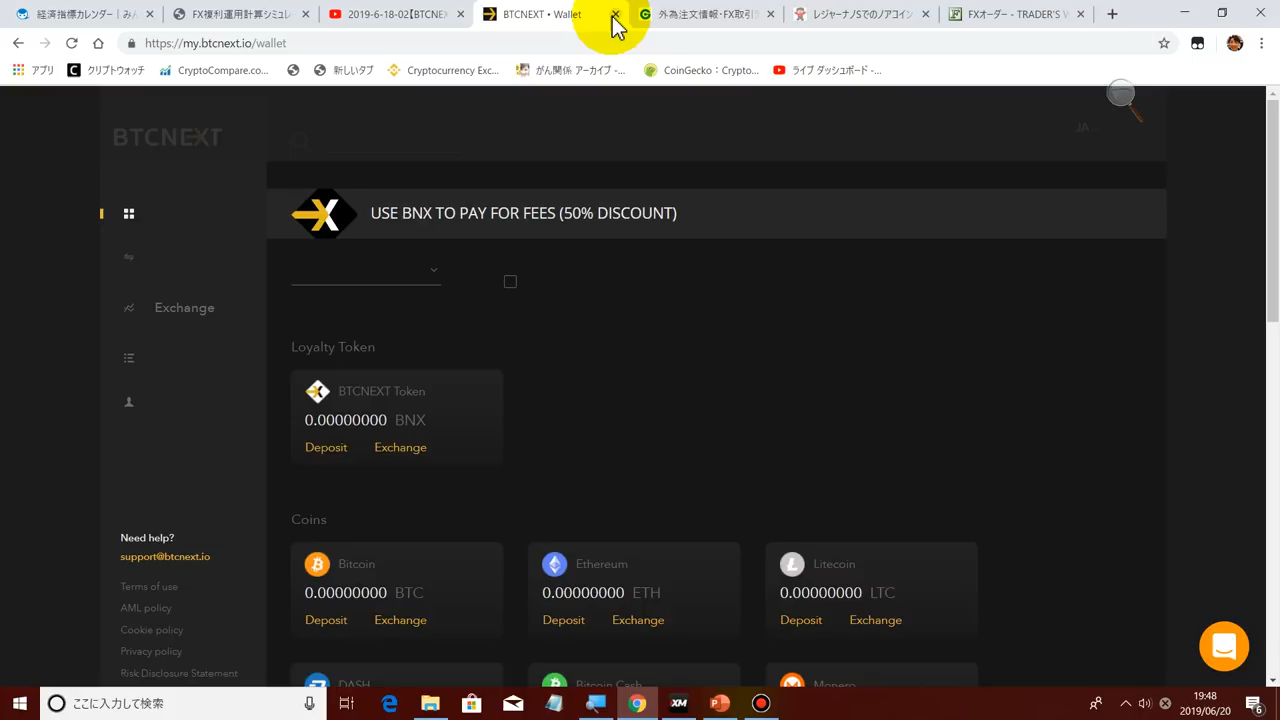 経済指標カレンダー | みん
FX複利運用計算シミュレ
2019-6-18-02【BTCNE
BTCNEXT • Wallet
外為注文情報・FX取引
レジャーナノSでのノアコイン
FXオーダー - TRADER'
https://my.btcnext.io/wallet
アプリ
クリプトウォッチ
CryptoCompare.co...
新しいタブ
Cryptocurrency Exc...
がん関係 アーカイブ -...
CoinGecko：Crypto...
ライブ ダッシュボード -...
BTCNEXT
JA
USE BNX TO PAY FOR FEES (50% DISCOUNT)
Exchange
Loyalty Token
BTCNEXT Token
0.00000000 BNX
Deposit Exchange
Coins
Bitcoin
0.00000000 BTC
Deposit Exchange
Ethereum
0.00000000 ETH
Deposit Exchange
Litecoin
0.00000000 LTC
Deposit Exchange
DASH
Bitcoin Cash
Monero
Need help?
support@btcnext.io
Terms of use
AML policy
Cookie policy
Privacy policy
Risk Disclosure Statement
ここに入力して検索
XM
19:48
2019/06/20
6